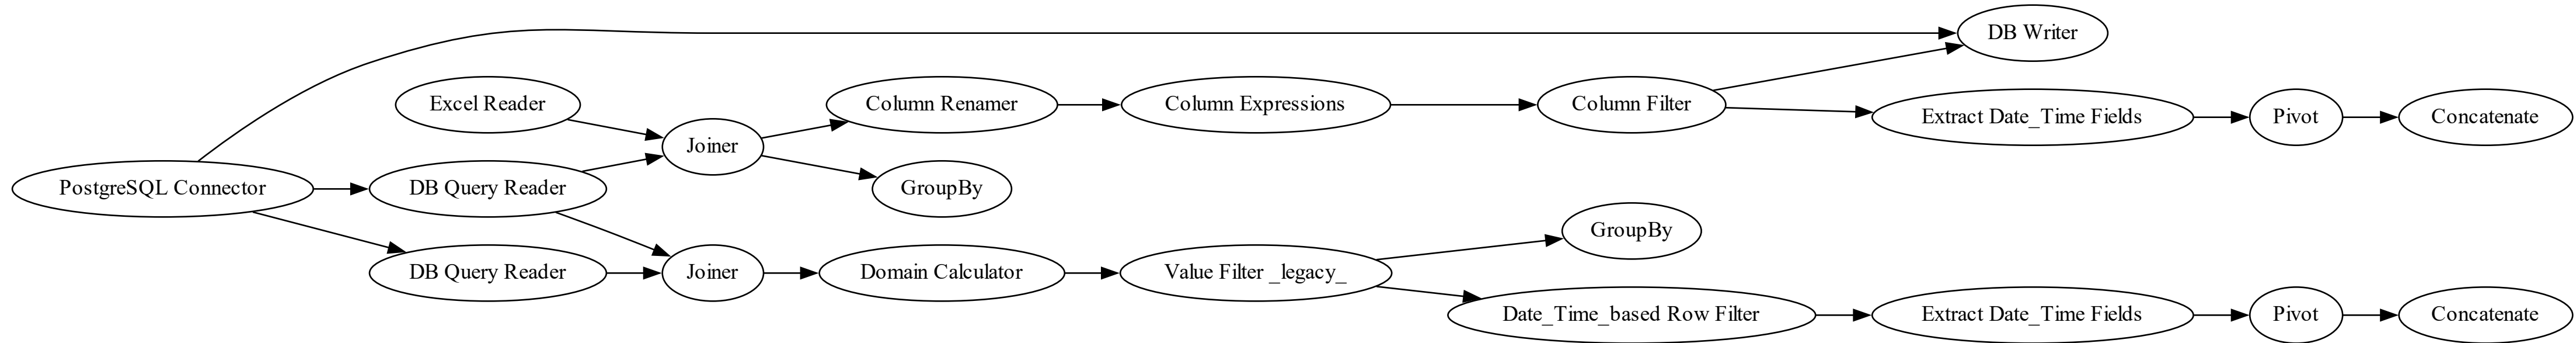 DB Writer
Excel Reader
Column Renamer
Column Expressions
Column Filter
Extract Date_Time Fields
Pivot
Concatenate
Joiner
PostgreSQL Connector
DB Query Reader
GroupBy
GroupBy
DB Query Reader
Joiner
Domain Calculator
Value Filter _legacy_
Date_Time_based Row Filter
Extract Date_Time Fields
Pivot
Concatenate